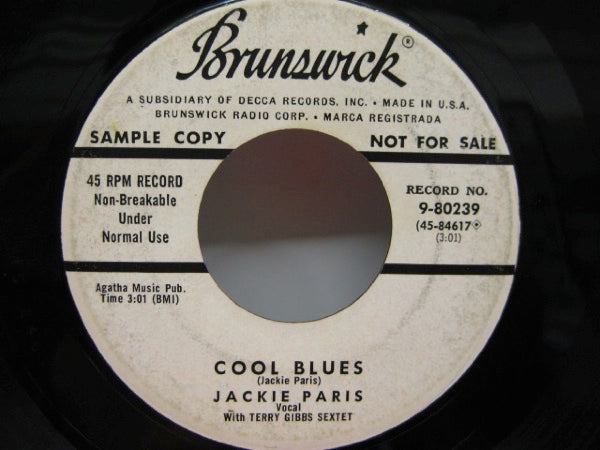 Brunswick®
A SUBSIDIARY OF DECCA RECORDS, INC. • MADE IN U.S.A.
BRUNSWICK RADIO CORP. • MARCA REGISTRADA
SAMPLE COPY NOT FOR SALE
45 RPM RECORD
Non-Breakable
Under
Normal Use
RECORD NO.
9-80239
(45-84617
(3:01)
Agatha Music Pub.
Time 3:01 (BMI)
COOL BLUES
(Jackie Paris)
JACKIE PARIS
Vocal
With TERRY GIBBS SEXTET